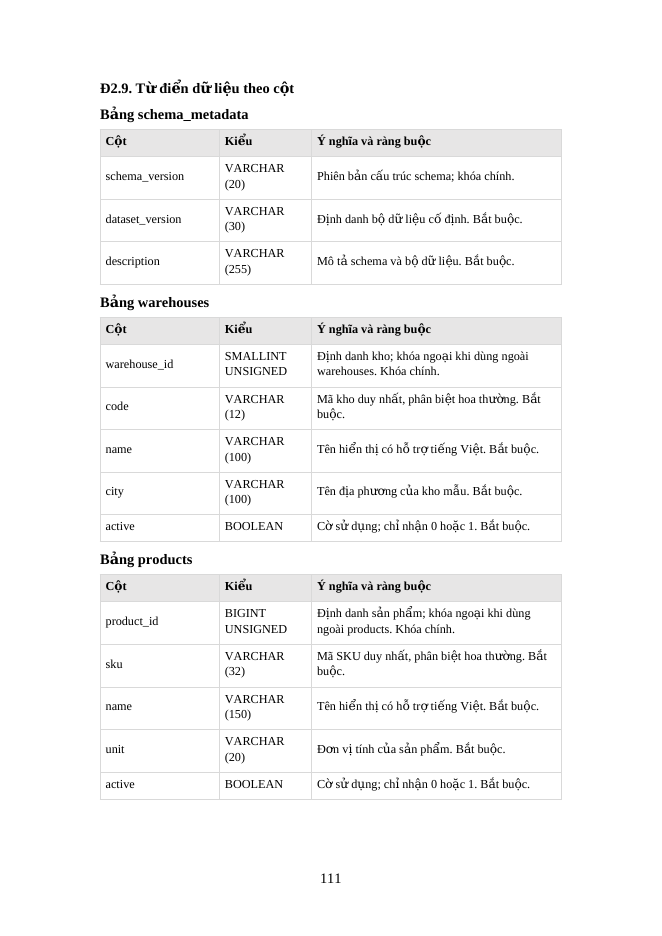 Đ2.9. Từ điển dữ liệu theo cột
Bảng schema_metadata
Cột Kiểu Ý nghĩa và ràng buộc
schema_version VARCHAR (20) Phiên bản cấu trúc schema; khóa chính.
dataset_version VARCHAR (30) Định danh bộ dữ liệu cố định. Bắt buộc.
description VARCHAR (255) Mô tả schema và bộ dữ liệu. Bắt buộc.
Bảng warehouses
Cột Kiểu Ý nghĩa và ràng buộc
warehouse_id SMALLINT UNSIGNED Định danh kho; khóa ngoại khi dùng ngoài warehouses. Khóa chính.
code VARCHAR (12) Mã kho duy nhất, phân biệt hoa thường. Bắt buộc.
name VARCHAR (100) Tên hiển thị có hỗ trợ tiếng Việt. Bắt buộc.
city VARCHAR (100) Tên địa phương của kho mẫu. Bắt buộc.
active BOOLEAN Cờ sử dụng; chỉ nhận 0 hoặc 1. Bắt buộc.
Bảng products
Cột Kiểu Ý nghĩa và ràng buộc
product_id BIGINT UNSIGNED Định danh sản phẩm; khóa ngoại khi dùng ngoài products. Khóa chính.
sku VARCHAR (32) Mã SKU duy nhất, phân biệt hoa thường. Bắt buộc.
name VARCHAR (150) Tên hiển thị có hỗ trợ tiếng Việt. Bắt buộc.
unit VARCHAR (20) Đơn vị tính của sản phẩm. Bắt buộc.
active BOOLEAN Cờ sử dụng; chỉ nhận 0 hoặc 1. Bắt buộc.
111